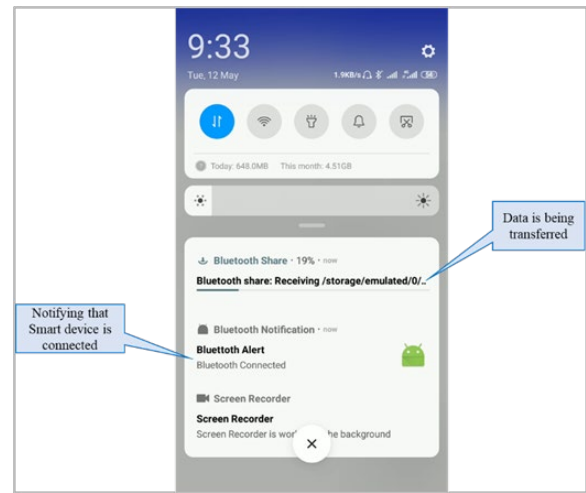 9:33
Tue, 12 May
1.9KB/s
54
Today: 648.0MB This month: 4.51GB
Data is being
transferred
Bluetooth Share • 19% • now
Bluetooth share: Receiving /storage/emulated/0/..
Notifying that
Smart device is
connected
Bluetooth Notification • now
Bluettoth Alert
Bluetooth Connected
Screen Recorder
Screen Recorder
Screen Recorder is wor he background